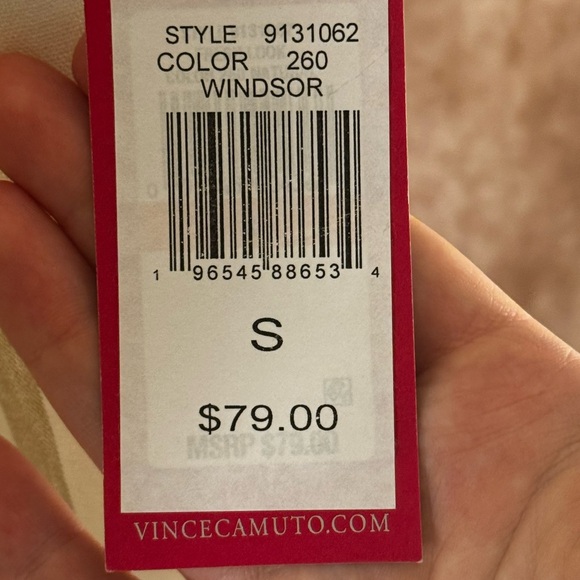 STYLE 9131062
COLOR 260
WINDSOR
1 96545 88653 4
S
$79.00
MSRP $79.00
VINCECAMUTO.COM